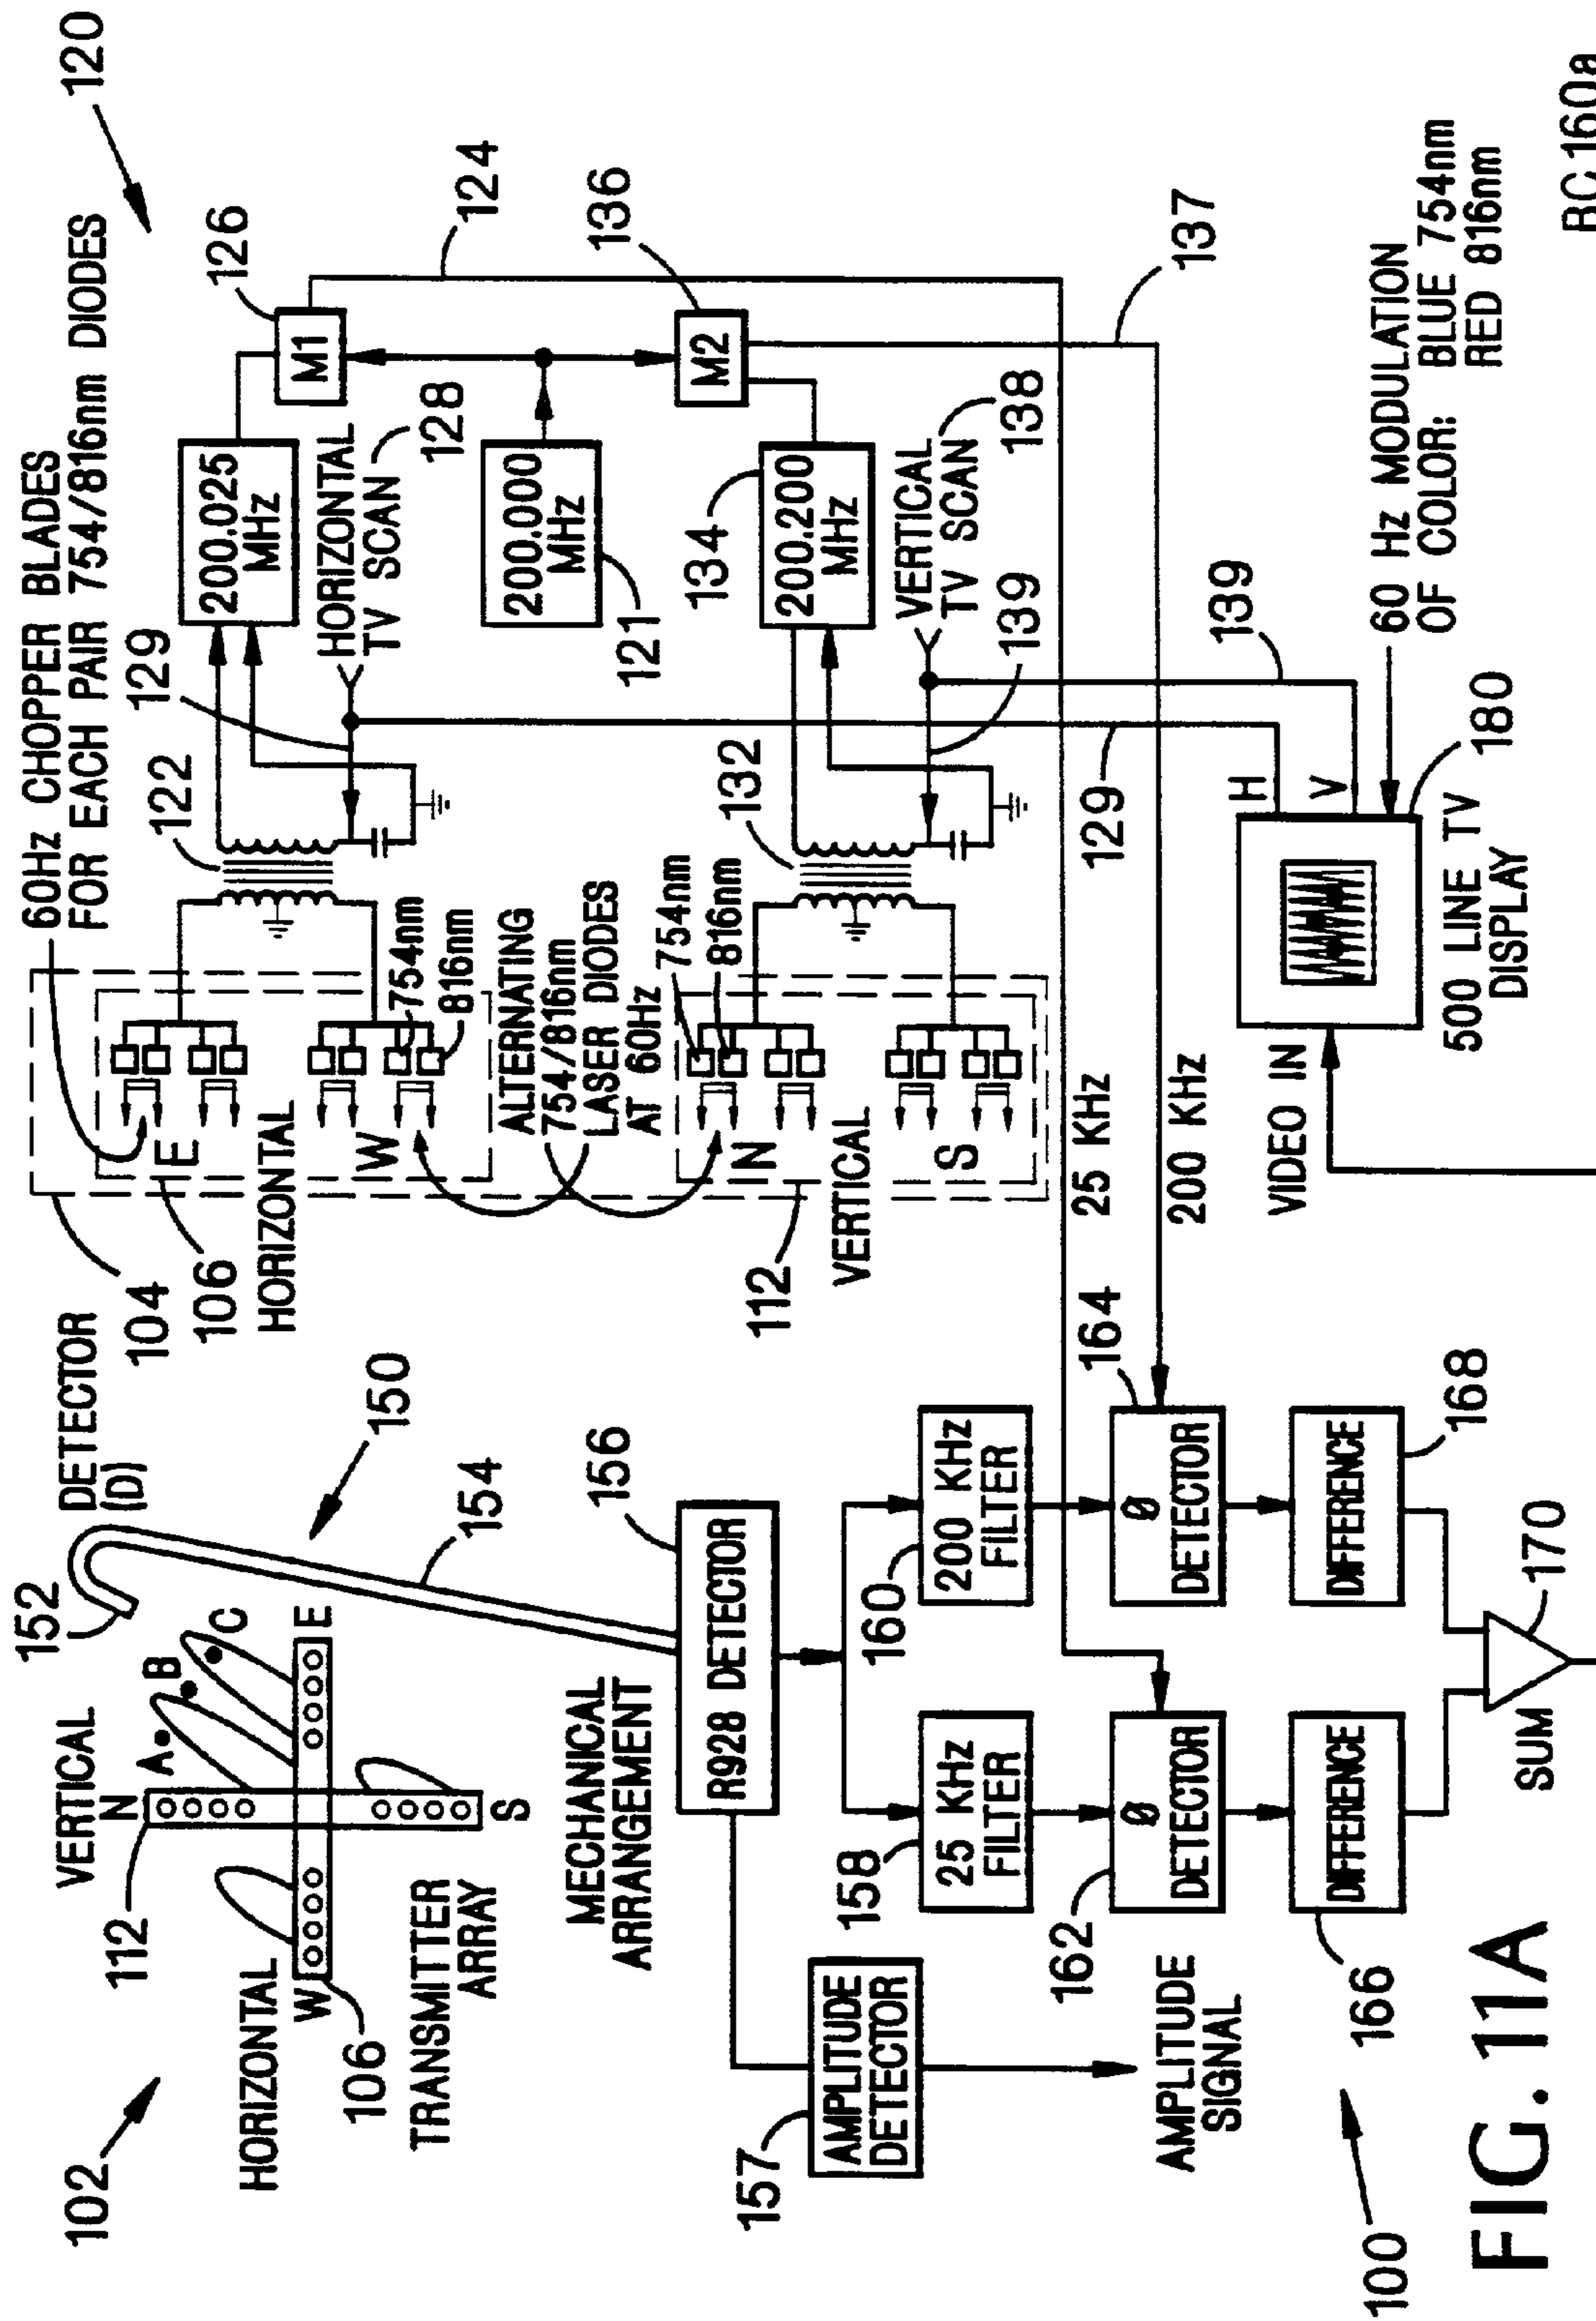 60Hz CHOPPER BLADES
FOR EACH PAIR 754/816nm DIODES
120
122
129
126
200.025
MHz
M1
124
HORIZONTAL
TV SCAN
128
200.000
MHz
121
136
M2
134
200.200
MHz
VERTICAL
TV SCAN
138
139
137
132
754nm
816nm
754nm
816nm
ALTERNATING
754/816nm
LASER DIODES
AT 60Hz
E
W
N
S
104
106
HORIZONTAL
112
VERTICAL
25 KHz
200 KHz
129
139
H
V
VIDEO IN
500 LINE TV
DISPLAY
180
60 Hz MODULATION
OF COLOR: BLUE 754nm
RED 816nm
RC 160a
DETECTOR
(D)
152
150
154
102
112
VERTICAL
N
A
B
C
E
HORIZONTAL
W
106
S
TRANSMITTER
ARRAY
MECHANICAL
ARRANGEMENT
156
R928 DETECTOR
157
AMPLITUDE
DETECTOR
AMPLITUDE
SIGNAL
158
25 KHz
FILTER
160
200 KHz
FILTER
162
Ø
DETECTOR
164
Ø
DETECTOR
166
DIFFERENCE
168
DIFFERENCE
SUM
170
100
FIG. 11A